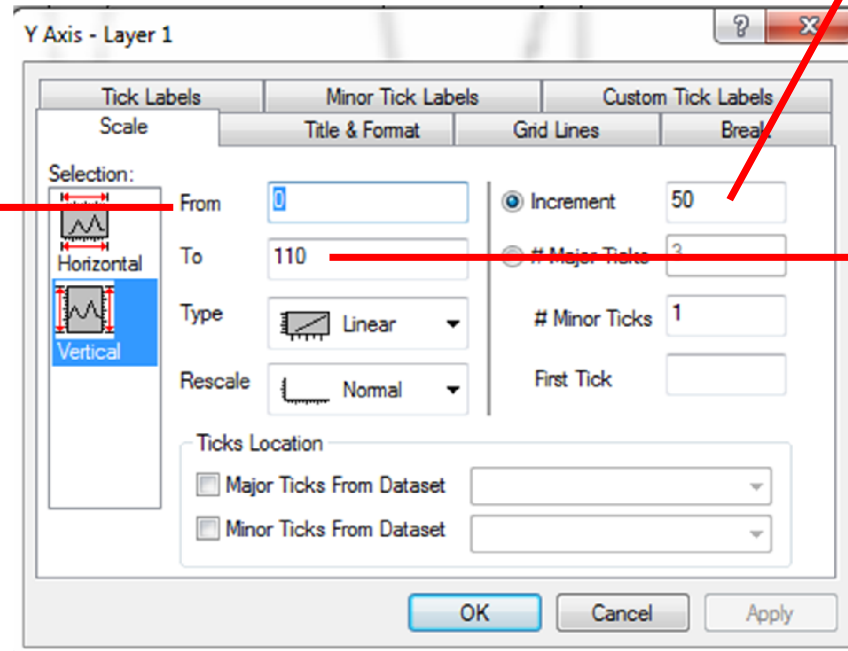 Y Axis - Layer 1
Tick Labels Minor Tick Labels Custom Tick Labels
Scale Title & Format Grid Lines Break
Selection:
Horizontal
Vertical
From 0
To 110
Type Linear
Rescale Normal
Increment 50
# Major Ticks 3
# Minor Ticks 1
First Tick
Ticks Location
Major Ticks From Dataset
Minor Ticks From Dataset
OK Cancel Apply